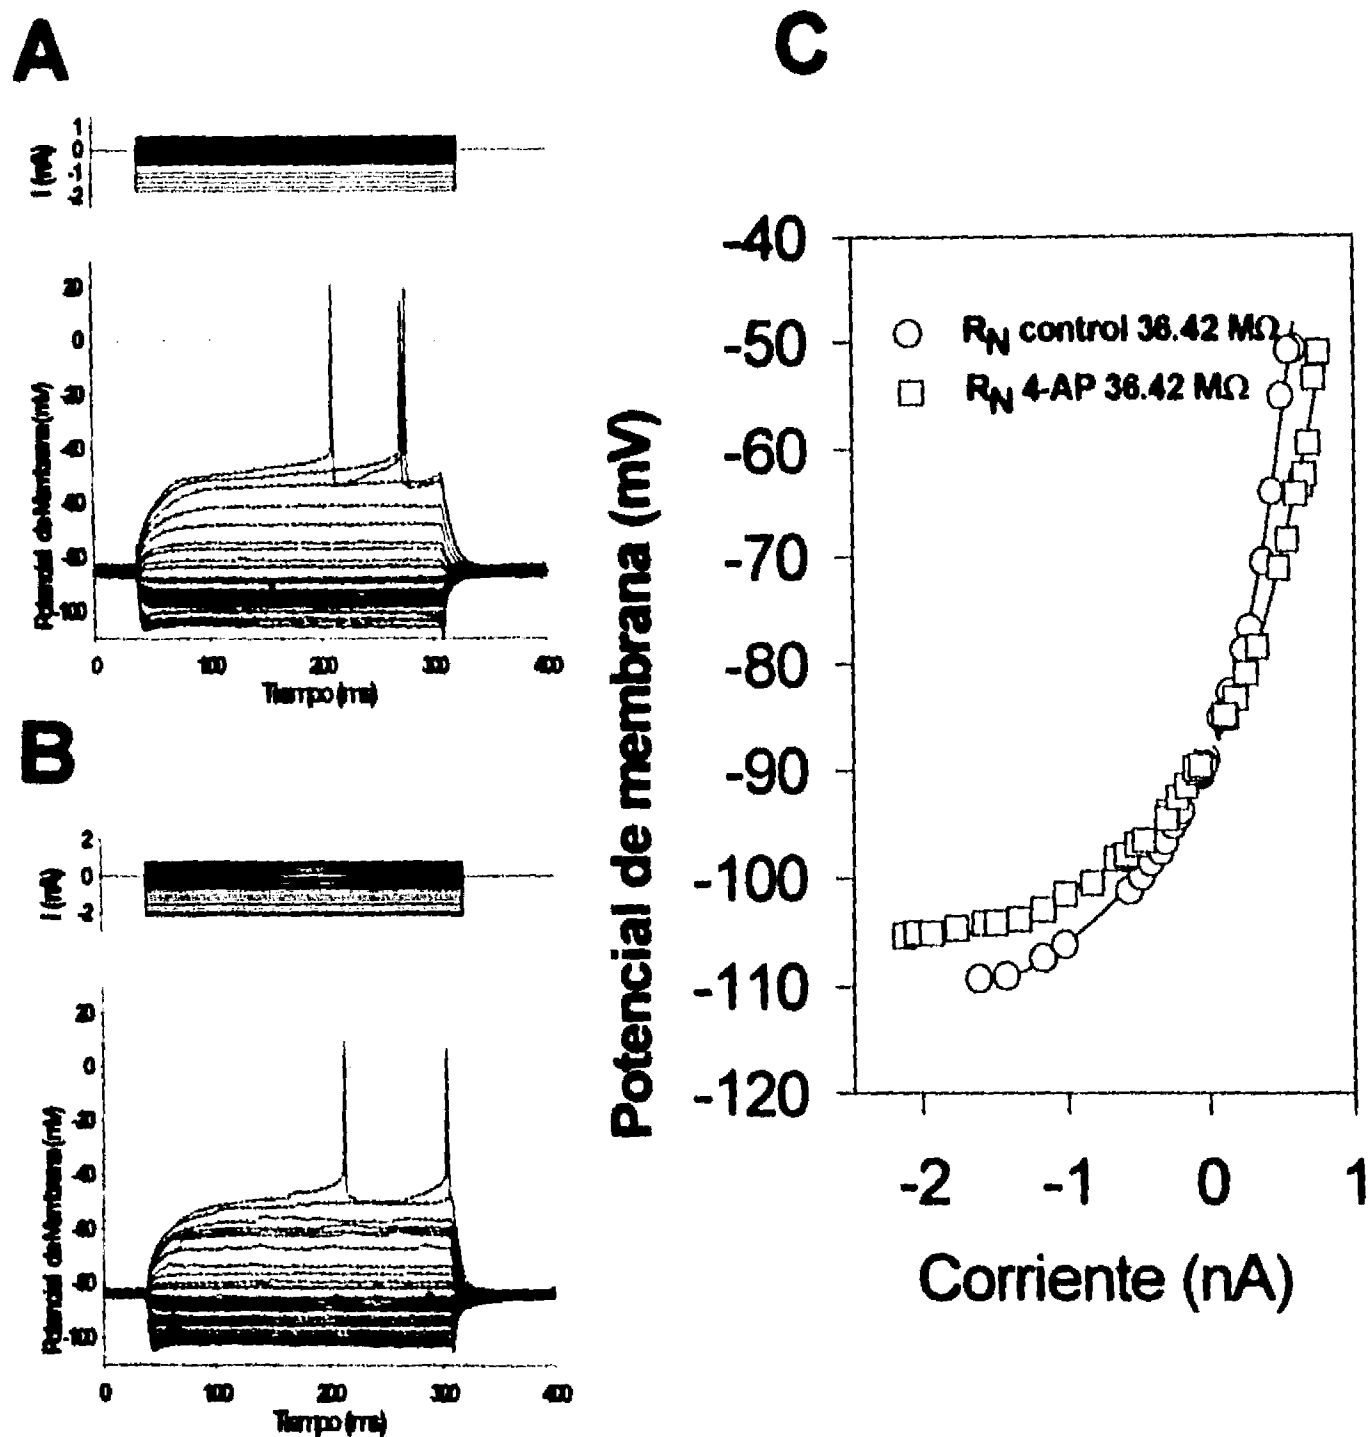 A
1
0
-1
-2
I (nA)
20
0
-20
-40
-60
-80
-100
Potencial de Membrana (mV)
0 100 200 300 400
Tiempo (ms)
B
2
0
-2
I (nA)
20
0
-20
-40
-60
-80
-100
Potencial de Membrana (mV)
0 100 200 300 400
Tiempo (ms)
C
-40
-50
-60
-70
-80
-90
-100
-110
-120
Potencial de membrana (mV)
RN control 36.42 MΩ
RN 4-AP 36.42 MΩ
-2 -1 0 1
Corriente (nA)